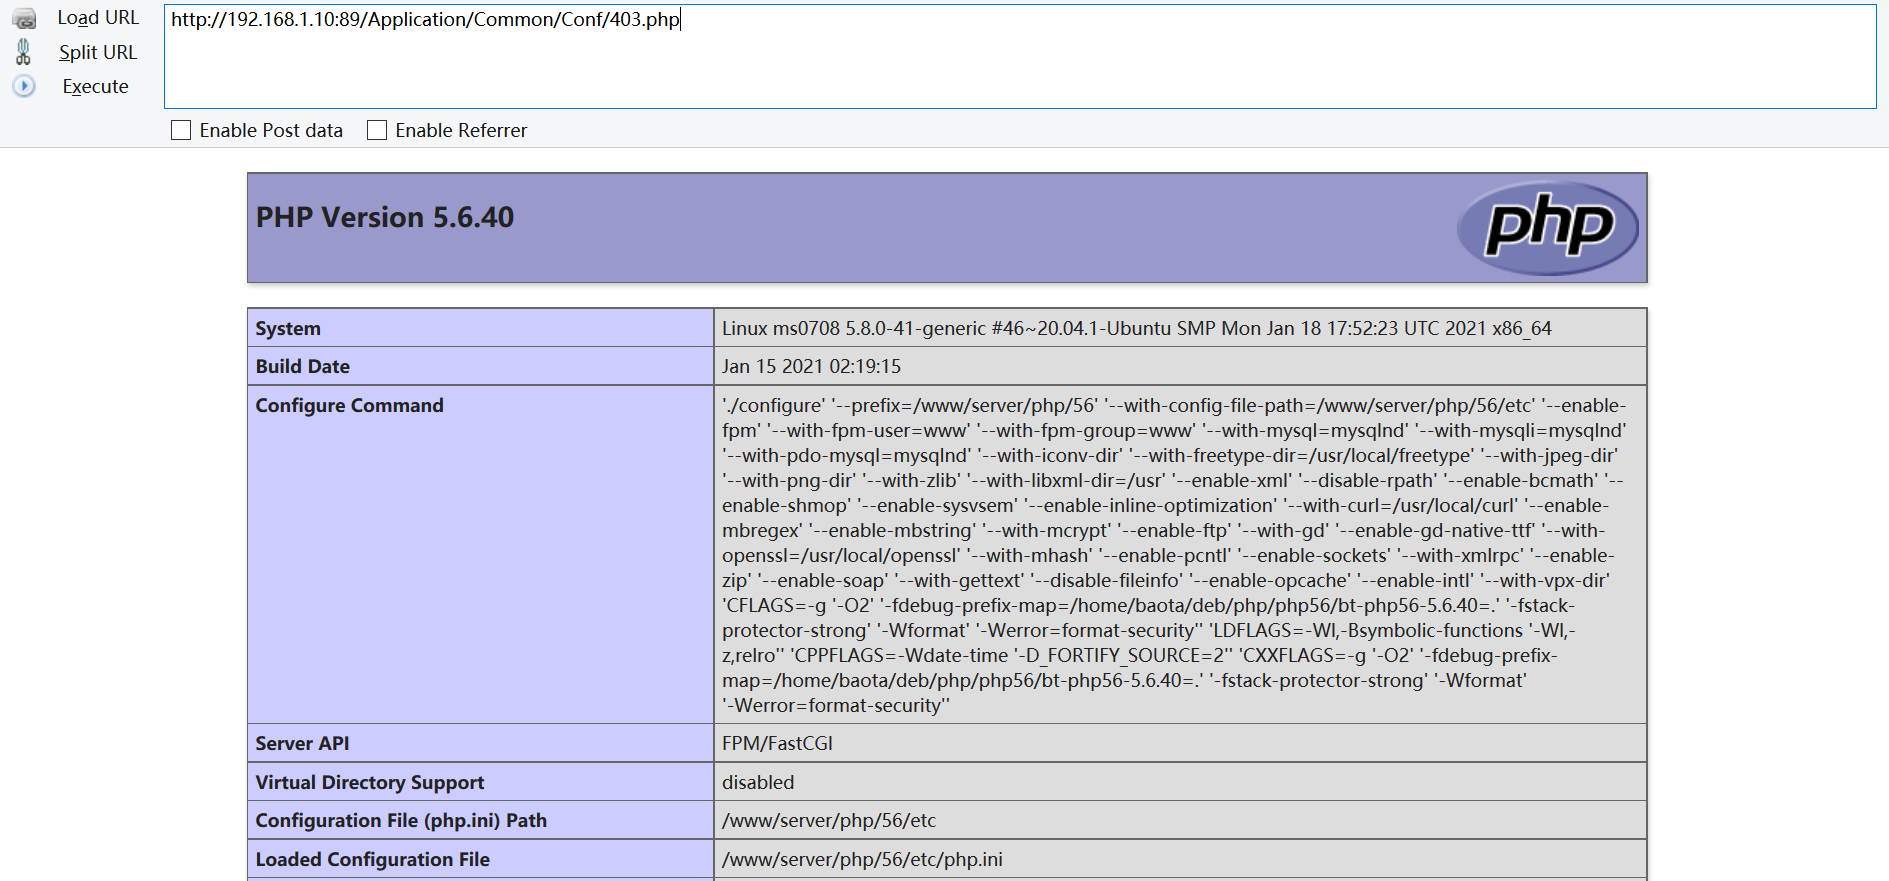 Load URL
http://192.168.1.10:89/Application/Common/Conf/403.php
Split URL
Execute
Enable Post data
Enable Referrer
PHP Version 5.6.40
php
System
Linux ms0708 5.8.0-41-generic #46~20.04.1-Ubuntu SMP Mon Jan 18 17:52:23 UTC 2021 x86_64
Build Date
Jan 15 2021 02:19:15
Configure Command
'./configure' '--prefix=/www/server/php/56' '--with-config-file-path=/www/server/php/56/etc' '--enable-
fpm' '--with-fpm-user=www' '--with-fpm-group=www' '--with-mysql=mysqlnd' '--with-mysqli=mysqlnd'
'--with-pdo-mysql=mysqlnd' '--with-iconv-dir' '--with-freetype-dir=/usr/local/freetype' '--with-jpeg-dir'
'--with-png-dir' '--with-zlib' '--with-libxml-dir=/usr' '--enable-xml' '--disable-rpath' '--enable-bcmath' '--
enable-shmop' '--enable-sysvsem' '--enable-inline-optimization' '--with-curl=/usr/local/curl' '--enable-
mbregex' '--enable-mbstring' '--with-mcrypt' '--enable-ftp' '--with-gd' '--enable-gd-native-ttf' '--with-
openssl=/usr/local/openssl' '--with-mhash' '--enable-pcntl' '--enable-sockets' '--with-xmlrpc' '--enable-
zip' '--enable-soap' '--with-gettext' '--disable-fileinfo' '--enable-opcache' '--enable-intl' '--with-vpx-dir'
'CFLAGS=-g '-O2' '-fdebug-prefix-map=/home/baota/deb/php/php56/bt-php56-5.6.40=.' '-fstack-
protector-strong' '-Wformat' '-Werror=format-security'' 'LDFLAGS=-Wl,-Bsymbolic-functions '-Wl,-
z,relro'' 'CPPFLAGS=-Wdate-time '-D_FORTIFY_SOURCE=2'' 'CXXFLAGS=-g '-O2' '-fdebug-prefix-
map=/home/baota/deb/php/php56/bt-php56-5.6.40=.' '-fstack-protector-strong' '-Wformat'
'-Werror=format-security''
Server API
FPM/FastCGI
Virtual Directory Support
disabled
Configuration File (php.ini) Path
/www/server/php/56/etc
Loaded Configuration File
/www/server/php/56/etc/php.ini